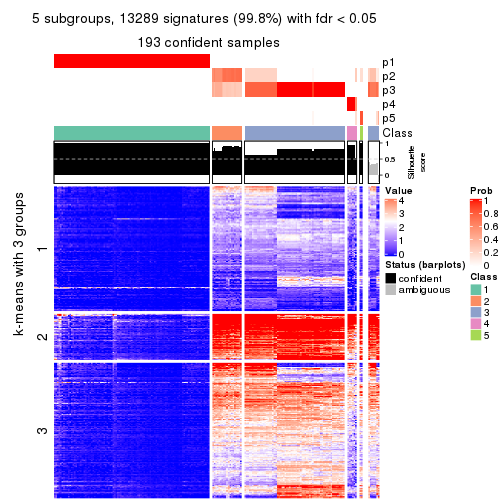 5 subgroups, 13289 signatures (99.8%) with fdr < 0.05
193 confident samples
p1
p2
p3
p4
p5
Class
1
0.5
0
Silhouette
score
k-means with 3 groups
1
2
3
Value
4
3
2
1
0
Status (barplots)
confident
ambiguous
Prob
1
0.8
0.6
0.4
0.2
0
Class
1
2
3
4
5